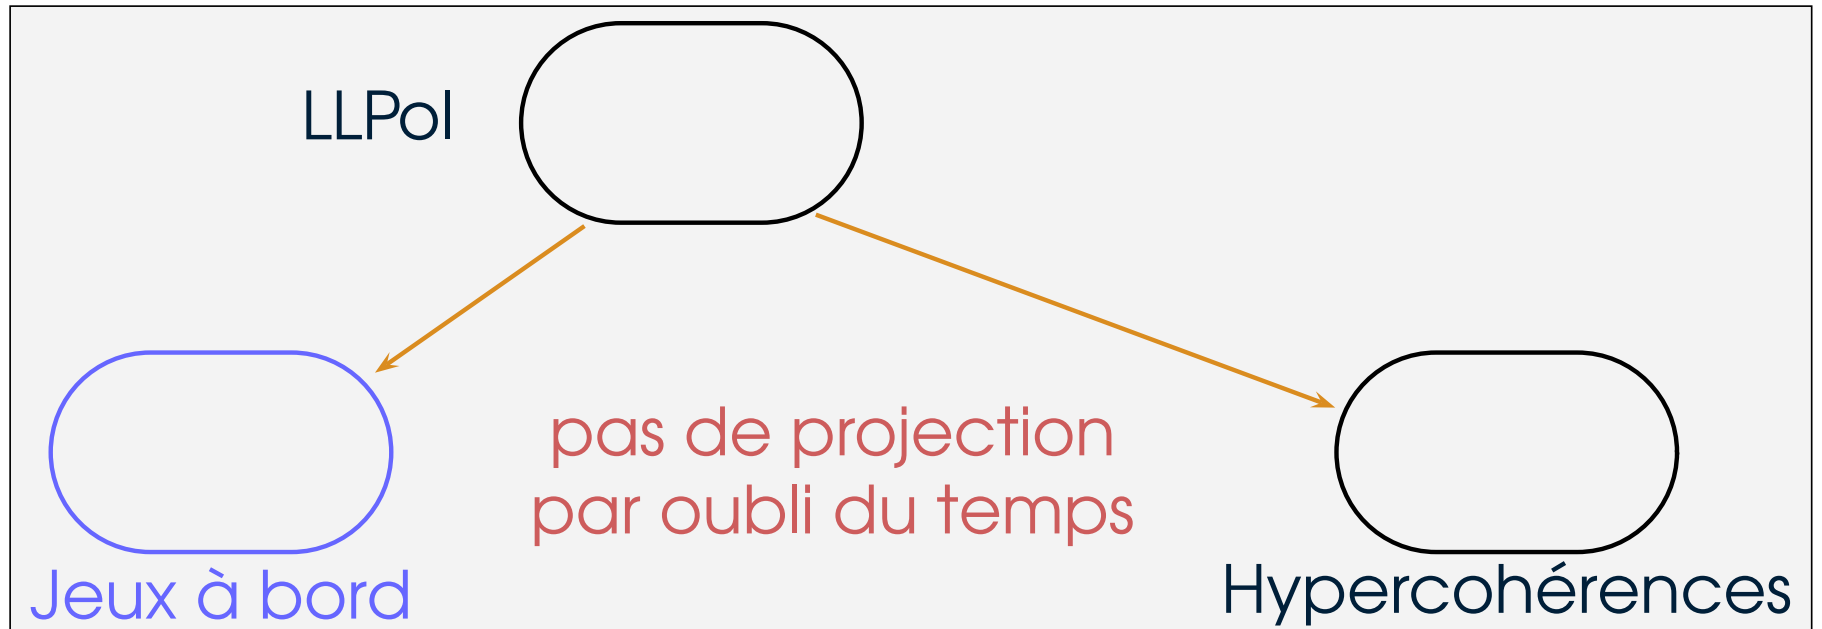 LLPol
pas de projection
par oubli du temps
Jeux à bord
Hypercohérences